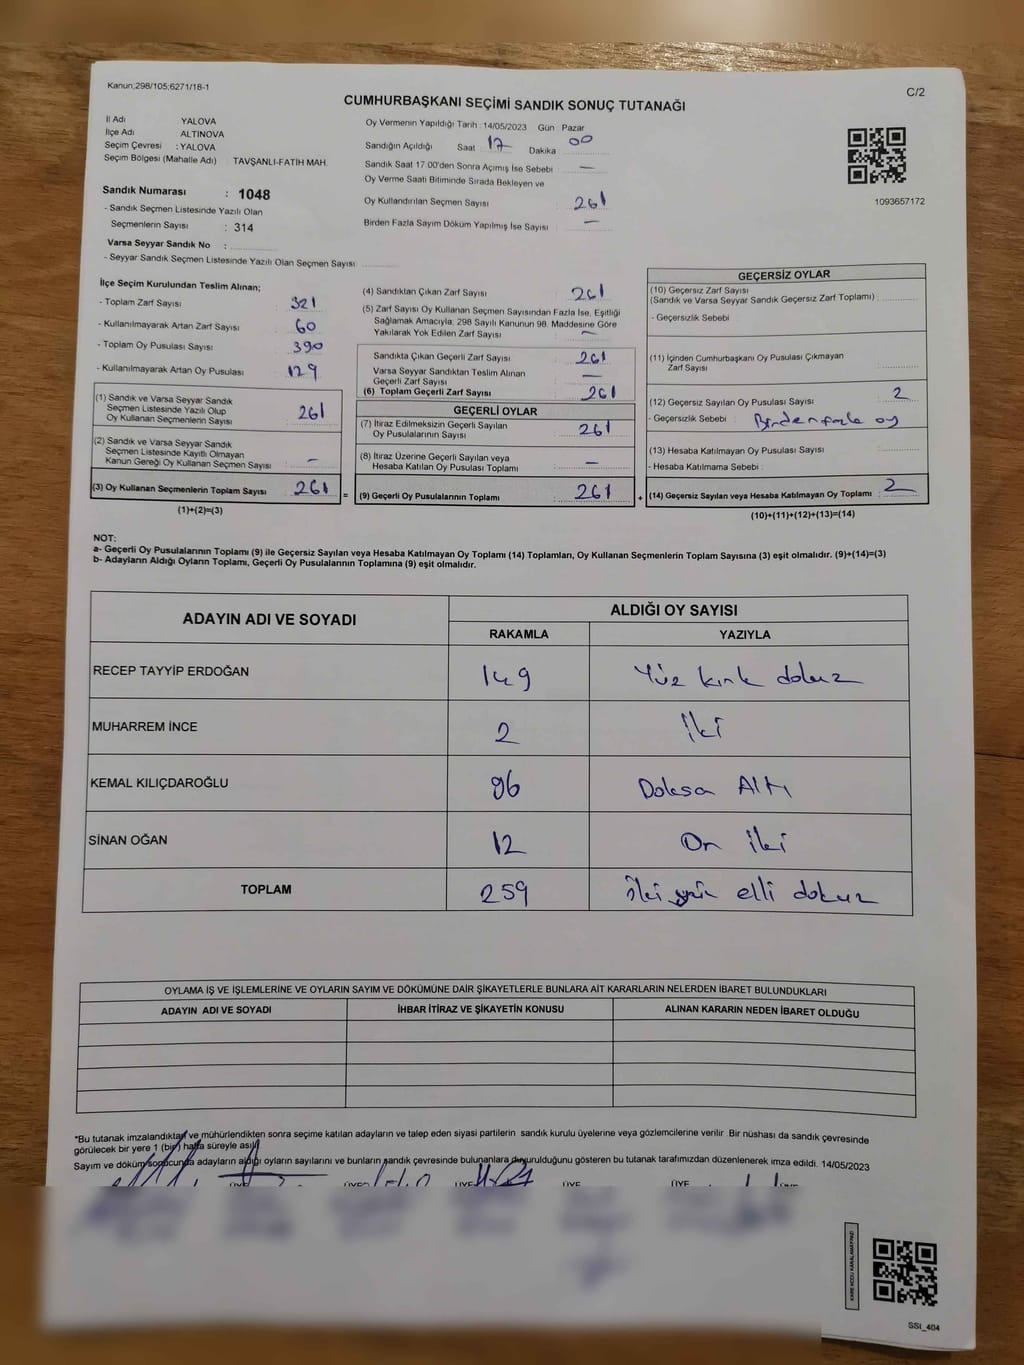 Kanun;298/105;6271/18-1
C/2
CUMHURBAŞKANI SEÇİMİ SANDIK SONUÇ TUTANAĞI
İl Adı YALOVA
İlçe Adı ALTINOVA
Seçim Çevresi : YALOVA
Seçim Bölgesi (Mahalle Adı) : TAVŞANLI-FATİH MAH.
Sandık Numarası : 1048
- Sandık Seçmen Listesinde Yazılı Olan
Seçmenlerin Sayısı : 314
Varsa Seyyar Sandık No :
- Seyyar Sandık Seçmen Listesinde Yazılı Olan Seçmen Sayısı
Oy Vermenin Yapıldığı Tarih : 14/05/2023 Gün Pazar
Sandığın Açıldığı Saat 17 Dakika 00
Sandık Saat 17:00'den Sonra Açımış İse Sebebi —
Oy Verme Saati Bitiminde Sırada Bekleyen ve
Oy Kullandırılan Seçmen Sayısı 261
Birden Fazla Sayım Döküm Yapılmış İse Sayısı —
1093657172
İlçe Seçim Kurulundan Teslim Alınan;
- Toplam Zarf Sayısı 321
- Kullanılmayarak Artan Zarf Sayısı 60
- Toplam Oy Pusulası Sayısı 390
- Kullanılmayarak Artan Oy Pusulası 129
(1) Sandık ve Varsa Seyyar Sandık
Seçmen Listesinde Yazılı Olup
Oy Kullanan Seçmenlerin Sayısı 261
(2) Sandık ve Varsa Seyyar Sandık
Seçmen Listesinde Kayıtlı Olmayan
Kanun Gereği Oy Kullanan Seçmen Sayısı : –
(3) Oy Kullanan Seçmenlerin Toplam Sayısı 261 =
(1)+(2)=(3)
(4) Sandıktan Çıkan Zarf Sayısı 261
(5) Zarf Sayısı Oy Kullanan Seçmen Sayısından Fazla İse, Eşitliği
Sağlamak Amacıyla; 298 Sayılı Kanunun 98. Maddesine Göre
Yakılarak Yok Edilen Zarf Sayısı —
Sandıkta Çıkan Geçerli Zarf Sayısı 261
Varsa Seyyar Sandıktan Teslim Alınan
Geçerli Zarf Sayısı —
(6) Toplam Geçerli Zarf Sayısı 261
GEÇERLİ OYLAR
(7) İtiraz Edilmeksizin Geçerli Sayılan
Oy Pusulalarının Sayısı 261
(8) İtiraz Üzerine Geçerli Sayılan veya
Hesaba Katılan Oy Pusulası Toplamı —
(9) Geçerli Oy Pusulalarının Toplamı 261 +
GEÇERSİZ OYLAR
(10) Geçersiz Zarf Sayısı
(Sandık ve Varsa Seyyar Sandık Geçersiz Zarf Toplamı) :
- Geçersizlik Sebebi
(11) İçinden Cumhurbaşkanı Oy Pusulası Çıkmayan
Zarf Sayısı :
(12) Geçersiz Sayılan Oy Pusulası Sayısı 2
- Geçersizlik Sebebi : Birden fazla oy
(13) Hesaba Katılmayan Oy Pusulası Sayısı
- Hesaba Katılmama Sebebi :
(14) Geçersiz Sayılan veya Hesaba Katılmayan Oy Toplamı : 2
(10)+(11)+(12)+(13)=(14)
NOT:
a- Geçerli Oy Pusulalarının Toplamı (9) ile Geçersiz Sayılan veya Hesaba Katılmayan Oy Toplamı (14) Toplamları, Oy Kullanan Seçmenlerin Toplam Sayısına (3) eşit olmalıdır. (9)+(14)=(3)
b- Adayların Aldığı Oyların Toplamı, Geçerli Oy Pusulalarının Toplamına (9) eşit olmalıdır.
ADAYIN ADI VE SOYADI ALDIĞI OY SAYISI
RAKAMLA YAZIYLA
RECEP TAYYİP ERDOĞAN 149 Yüz kırk dokuz
MUHARREM İNCE 2 İki
KEMAL KILIÇDAROĞLU 96 Doksan Altı
SİNAN OĞAN 12 On iki
TOPLAM 259 iki yüz elli dokuz
OYLAMA İŞ VE İŞLEMLERİNE VE OYLARIN SAYIM VE DÖKÜMÜNE DAİR ŞİKAYETLERLE BUNLARA AİT KARARLARIN NELERDEN İBARET BULUNDUKLARI
ADAYIN ADI VE SOYADI İHBAR İTİRAZ VE ŞİKAYETİN KONUSU ALINAN KARARIN NEDEN İBARET OLDUĞU
*Bu tutanak imzalandıktan ve mühürlendikten sonra seçime katılan adayların ve talep eden siyasi partilerin sandık kurulu üyelerine veya gözlemcilerine verilir Bir nüshası da sandık çevresinde
görülecek bir yere 1 (bir) hafta süreyle asılır
Sayım ve döküm sonucunda adayların aldığı oyların sayılarını ve bunların sandık çevresinde bulunanlara duyurulduğunu gösteren bu tutanak tarafımızdan düzenlenerek imza edildi. 14/05/2023
ÜYE ÜYE ÜYE ÜYE ÜYE ÜYE
KARE KODU KARALAMAYINIZ!
SSI_404